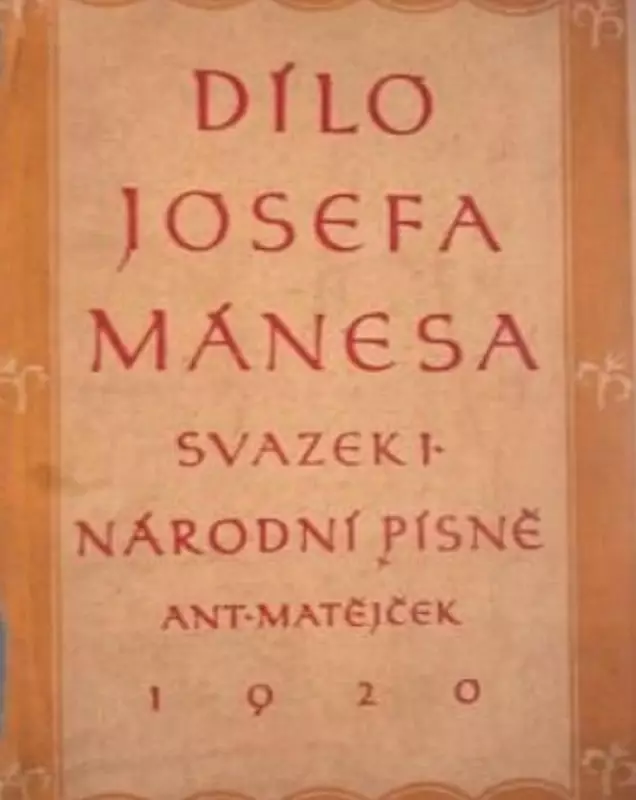 DÍLO
JOSEFA
MÁNESA
SVAZEK I·
NÁRODNÍ PÍSNĚ
ANT·MATĚJČEK
1920